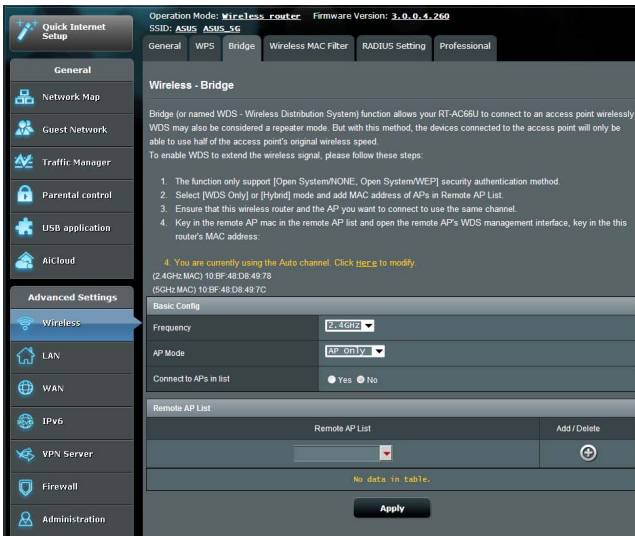 Operation Mode: Wireless router Firmware Version: 3.0.0.4.260
SSID: ASUS ASUS_5G
Quick Internet Setup
General WPS Bridge Wireless MAC Filter RADIUS Setting Professional
General
Network Map
Guest Network
Traffic Manager
Parental control
USB application
AiCloud
Advanced Settings
Wireless
LAN
WAN
IPv6
VPN Server
Firewall
Administration
Wireless - Bridge
Bridge (or named WDS - Wireless Distribution System) function allows your RT-AC66U to connect to an access point wirelessly
WDS may also be considered a repeater mode. But with this method, the devices connected to the access point will only be
able to use half of the access point's original wireless speed.
To enable WDS to extend the wireless signal, please follow these steps:
1. The function only support [Open System/NONE, Open System/WEP] security authentication method.
2. Select [WDS Only] or [Hybrid] mode and add MAC address of APs in Remote AP List.
3. Ensure that this wireless router and the AP you want to connect to use the same channel.
4. Key in the remote AP mac in the remote AP list and open the remote AP's WDS management interface, key in the this
router's MAC address:
4. You are currently using the Auto channel. Click Here to modify.
(2.4GHz MAC) 10:BF:48:D8:49:78
(5GHz MAC) 10:BF:48:D8:49:7C
Basic Config
Frequency 2.4GHz
AP Mode AP Only
Connect to APs in list Yes No
Remote AP List
Remote AP List Add / Delete
No data in table.
Apply